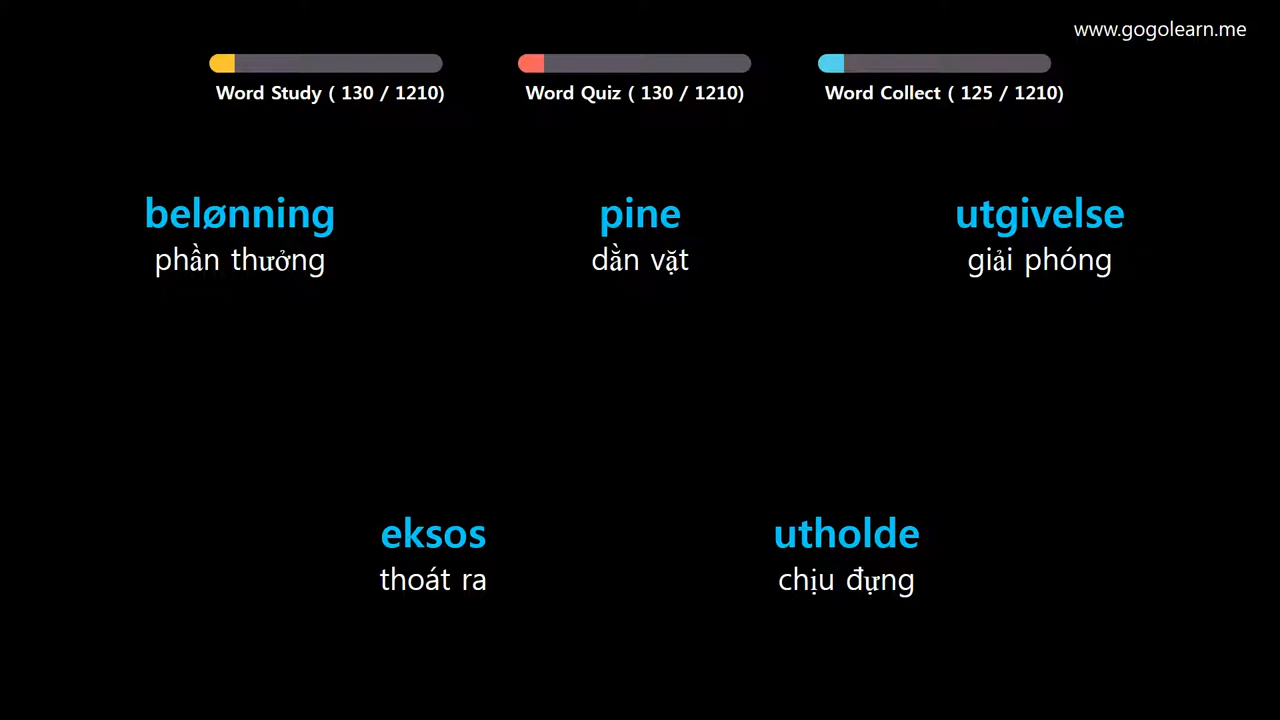 www.gogolearn.me
Word Study ( 130 / 1210)
Word Quiz ( 130 / 1210)
Word Collect ( 125 / 1210)
belønning
phần thưởng
pine
dằn vặt
utgivelse
giải phóng
eksos
thoát ra
utholde
chịu đựng